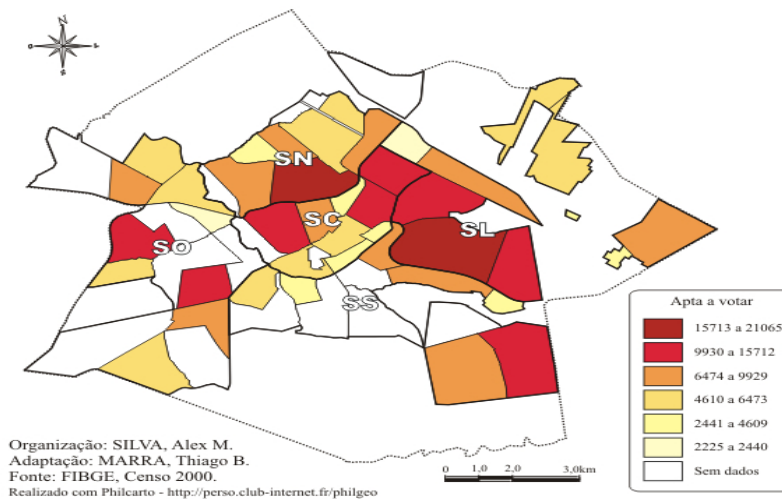 SN
SC
SL
SO
SS
Apta a votar
15713 a 21065
9930 a 15712
6474 a 9929
4610 a 6473
2441 a 4609
2225 a 2440
Sem dados
Organização: SILVA, Alex M.
Adaptação: MARRA, Thiago B.
Fonte: FIBGE, Censo 2000.
Realizado com Philcarto - http://perso.club-internet.fr/philgeo
0 1,0 2,0 3,0km